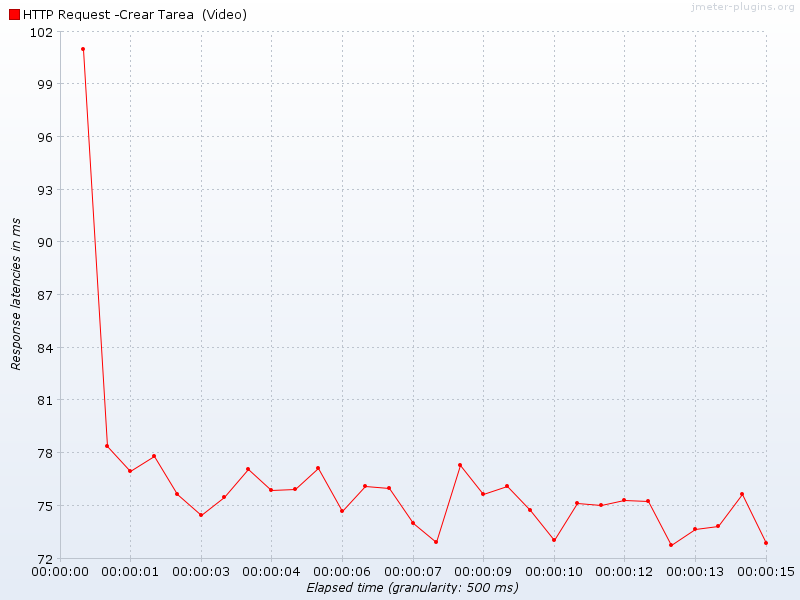 jmeter-plugins.org
HTTP Request -Crear Tarea  (Video)
102
99
96
93
90
87
84
81
78
75
72
Response latencies in ms
00:00:00 00:00:01 00:00:03 00:00:04 00:00:06 00:00:07 00:00:09 00:00:10 00:00:12 00:00:13 00:00:15
Elapsed time (granularity: 500 ms)